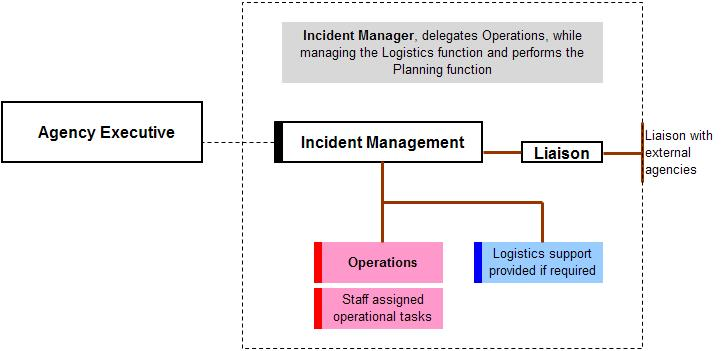 Incident Manager, delegates Operations, while
managing the Logistics function and performs the
Planning function
Agency Executive
Incident Management
Liaison
Liaison with
external
agencies
Operations
Logistics support
provided if required
Staff assigned
operational tasks